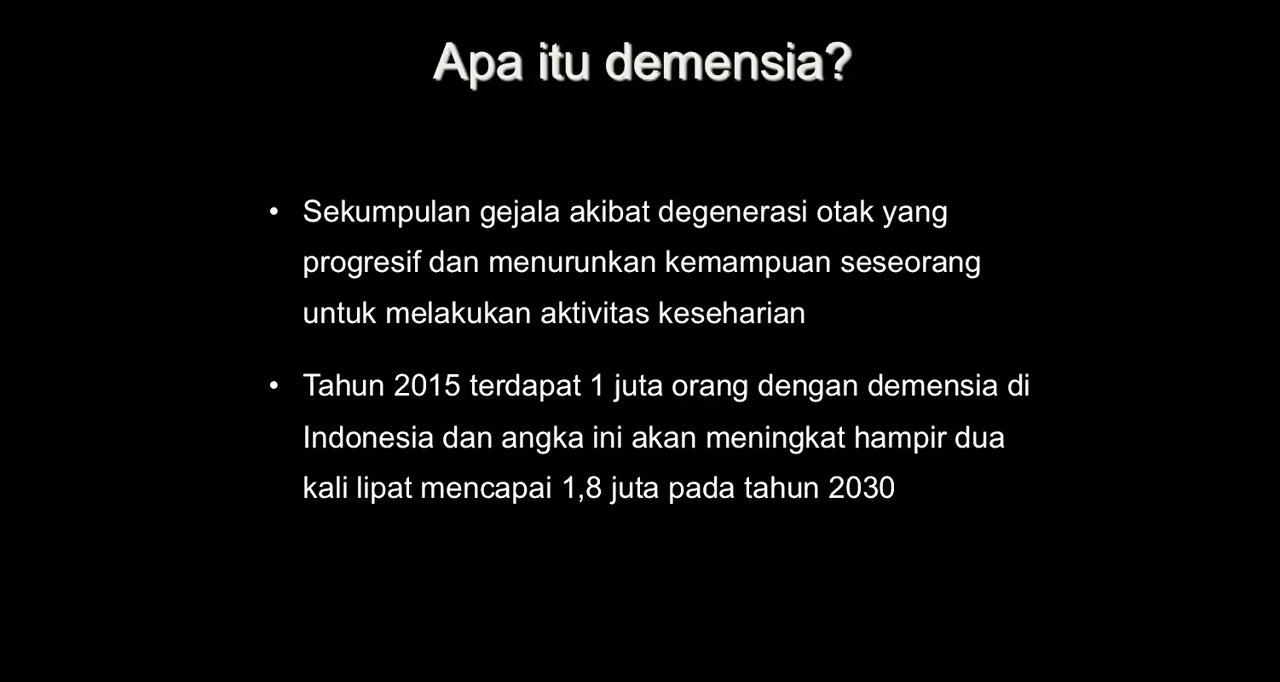 Apa itu demensia?
• Sekumpulan gejala akibat degenerasi otak yang
progresif dan menurunkan kemampuan seseorang
untuk melakukan aktivitas keseharian
• Tahun 2015 terdapat 1 juta orang dengan demensia di
Indonesia dan angka ini akan meningkat hampir dua
kali lipat mencapai 1,8 juta pada tahun 2030